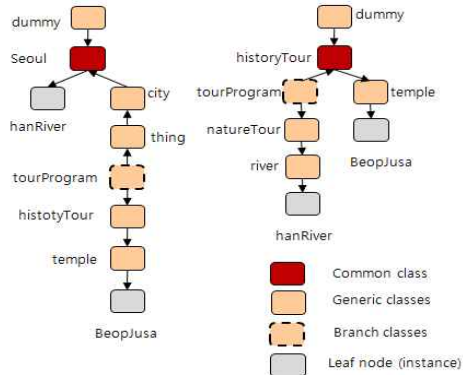 dummy
Seoul
city
hanRiver
thing
tourProgram
histotyTour
temple
BeopJusa
dummy
historyTour
tourProgram
temple
natureTour
BeopJusa
river
hanRiver
Common class
Generic classes
Branch classes
Leaf node (instance)